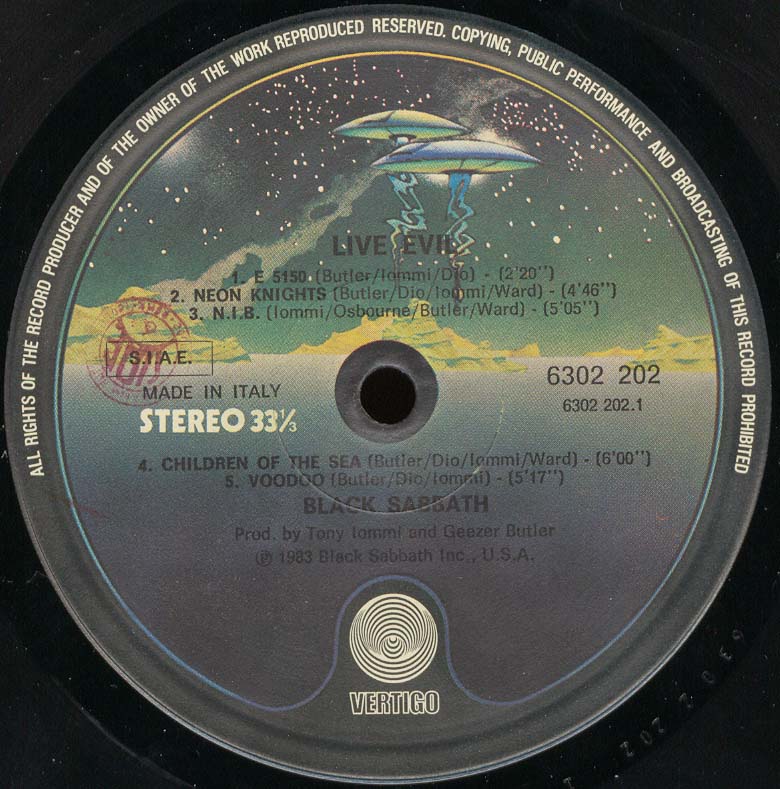 ALL RIGHTS OF THE RECORD PRODUCER AND OF THE OWNER OF THE WORK REPRODUCED RESERVED. COPYING, PUBLIC PERFORMANCE AND BROADCASTING OF THIS RECORD PROHIBITED
LIVE EVIL
1. E 5150 (Butler/Iommi/Dio) - (2'20'')
2. NEON KNIGHTS (Butler/Dio/Iommi/Ward) - (4'46'')
3. N.I.B. (Iommi/Osbourne/Butler/Ward) - (5'05'')
S.I.A.E.
MADE IN ITALY
STEREO 33⅓
6302 202
6302 202.1
4. CHILDREN OF THE SEA (Butler/Dio/Iommi/Ward) - (6'00'')
5. VOODOO (Butler/Dio/Iommi) - (5'17'')
BLACK SABBATH
Prod. by Tony Iommi and Geezer Butler
℗ 1983 Black Sabbath Inc., U.S.A.
VERTIGO
6302 202 1